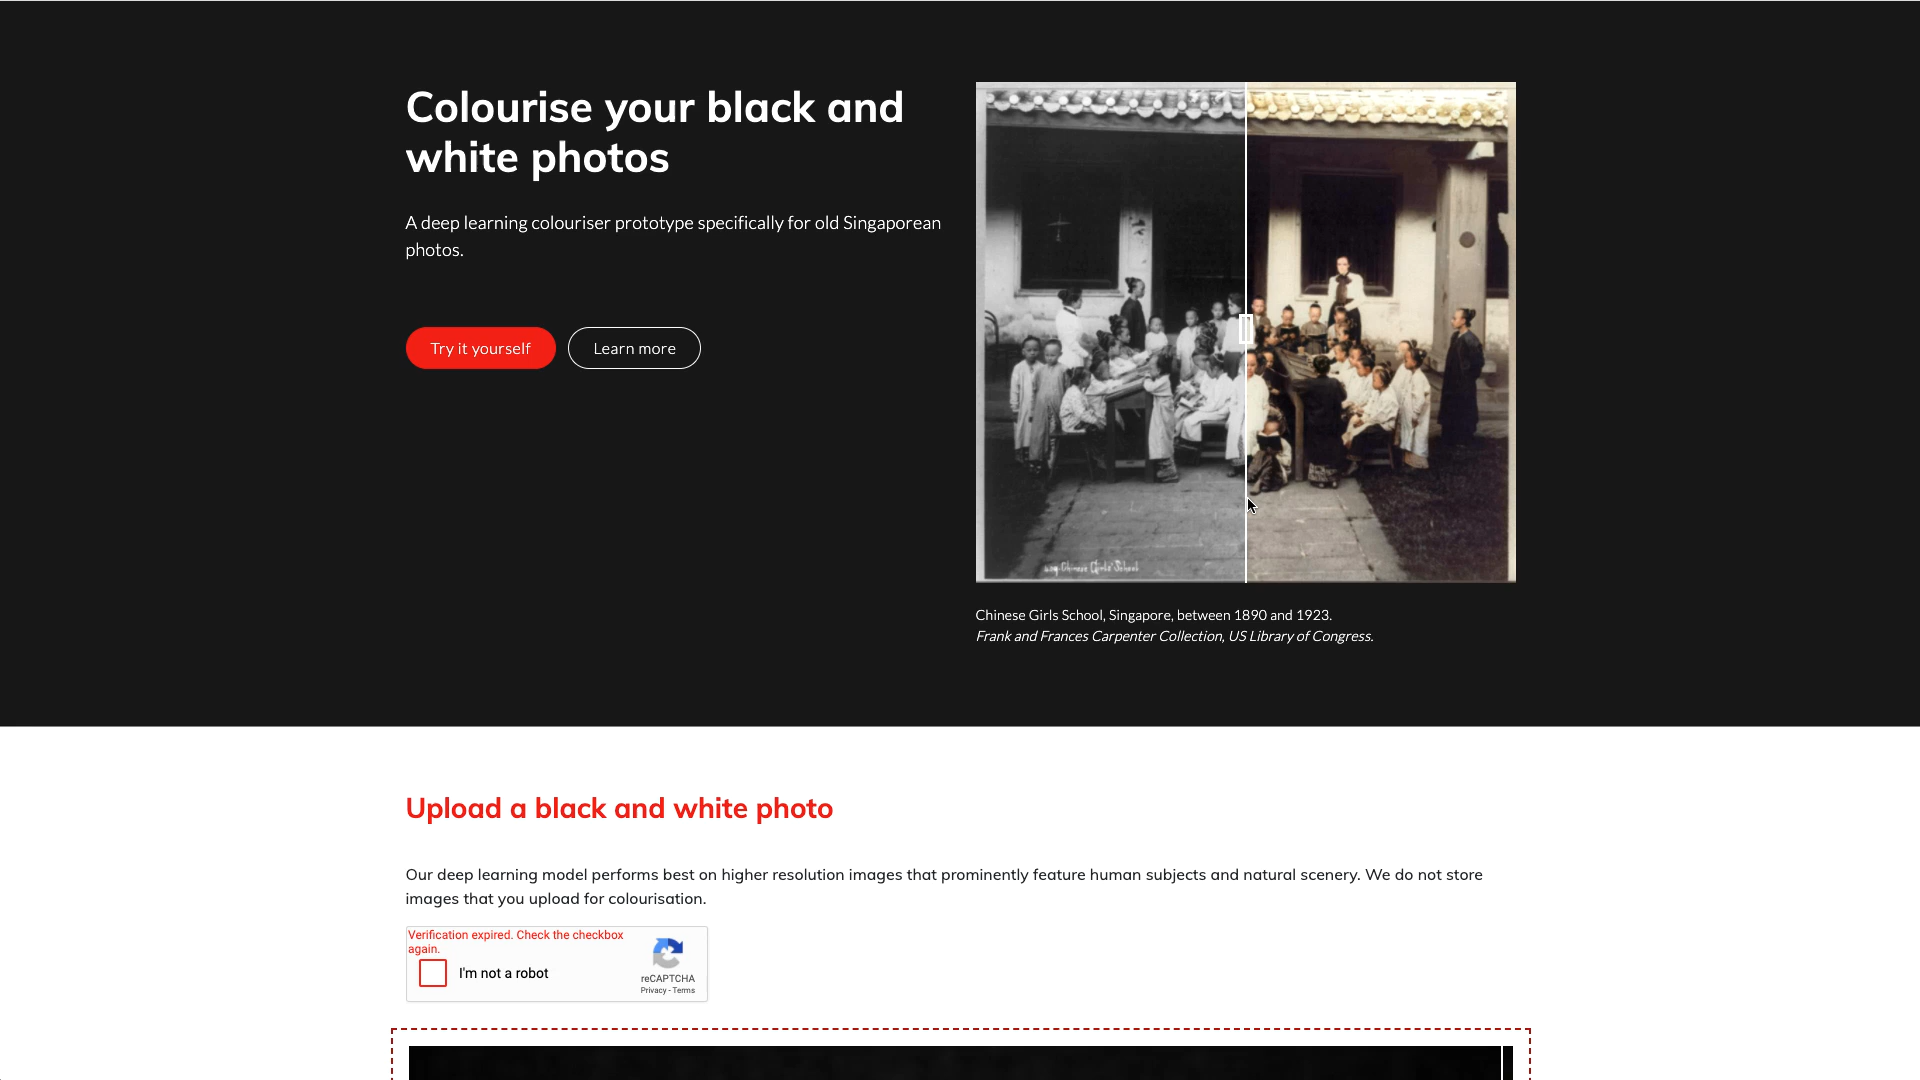 Colourise your black and
white photos
A deep learning colouriser prototype specifically for old Singaporean
photos.
Try it yourself
Learn more
Chinese Girls School, Singapore, between 1890 and 1923.
Frank and Frances Carpenter Collection, US Library of Congress.
Upload a black and white photo
Our deep learning model performs best on higher resolution images that prominently feature human subjects and natural scenery. We do not store
images that you upload for colourisation.
Verification expired. Check the checkbox
again.
I'm not a robot
reCAPTCHA
Privacy - Terms